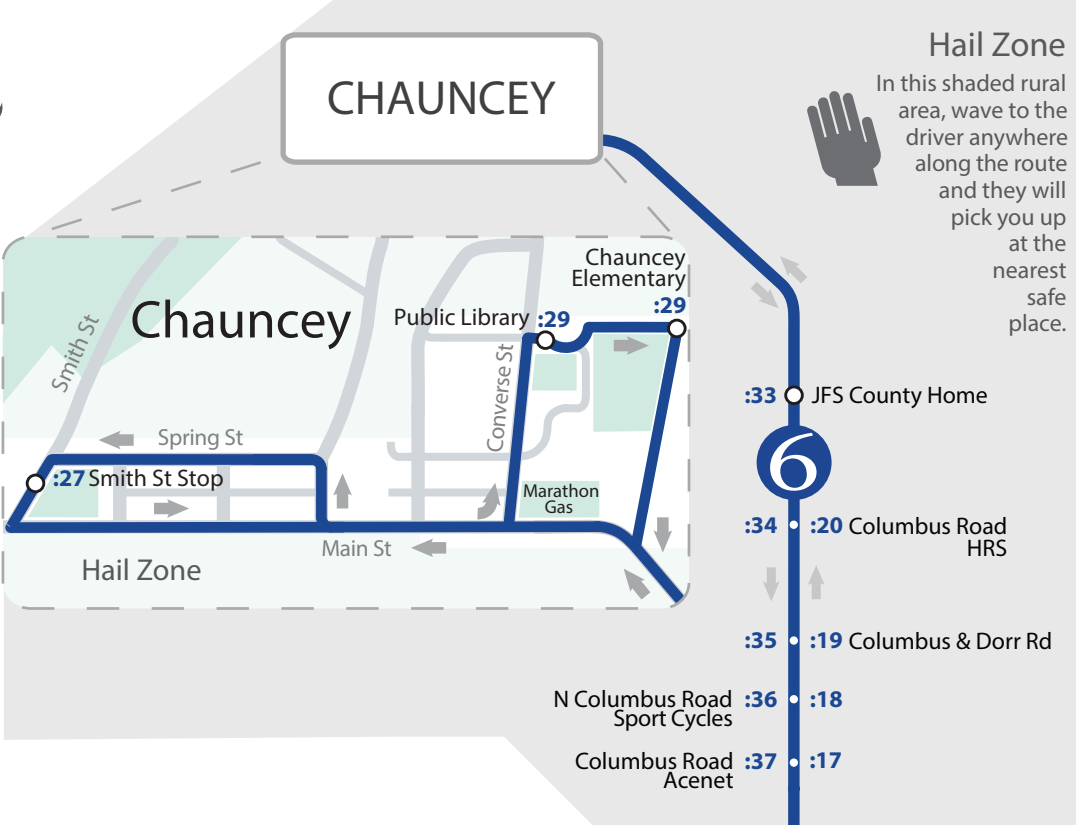 CHAUNCEY
Hail Zone
In this shaded rural
area, wave to the
driver anywhere
along the route
and they will
pick you up
at the
nearest
safe
place.
Chauncey
Elementary
:29
Public Library :29
Chauncey
Smith St
Converse St
Spring St
:27 Smith St Stop
Marathon
Gas
Main St
Hail Zone
:33 JFS County Home
6
:34 :20 Columbus Road
HRS
:35 :19 Columbus & Dorr Rd
N Columbus Road :36 :18
Sport Cycles
Columbus Road :37 :17
Acenet